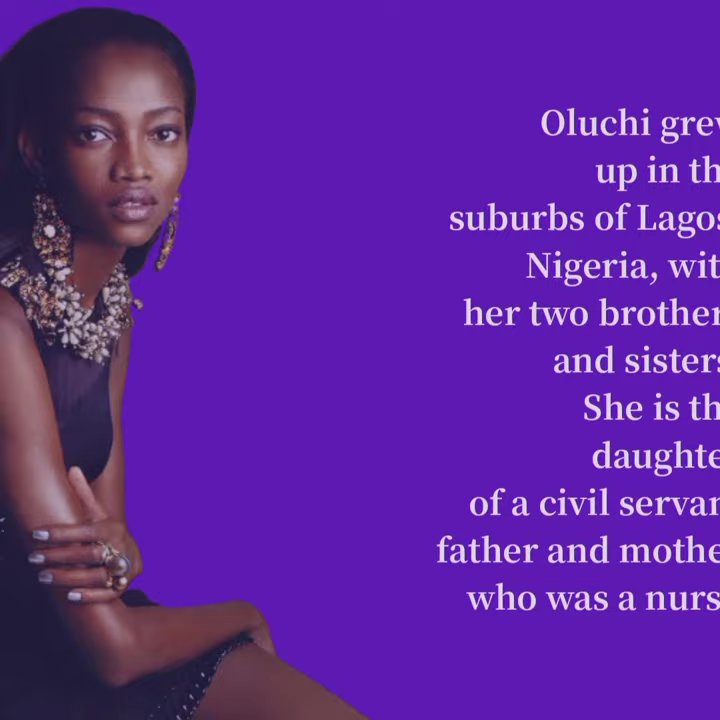 Oluchi grew
up in th
suburbs of Lagos
Nigeria, wit
her two brother
and sisters
She is th
daughte
of a civil servan
father and mothe
who was a nurs